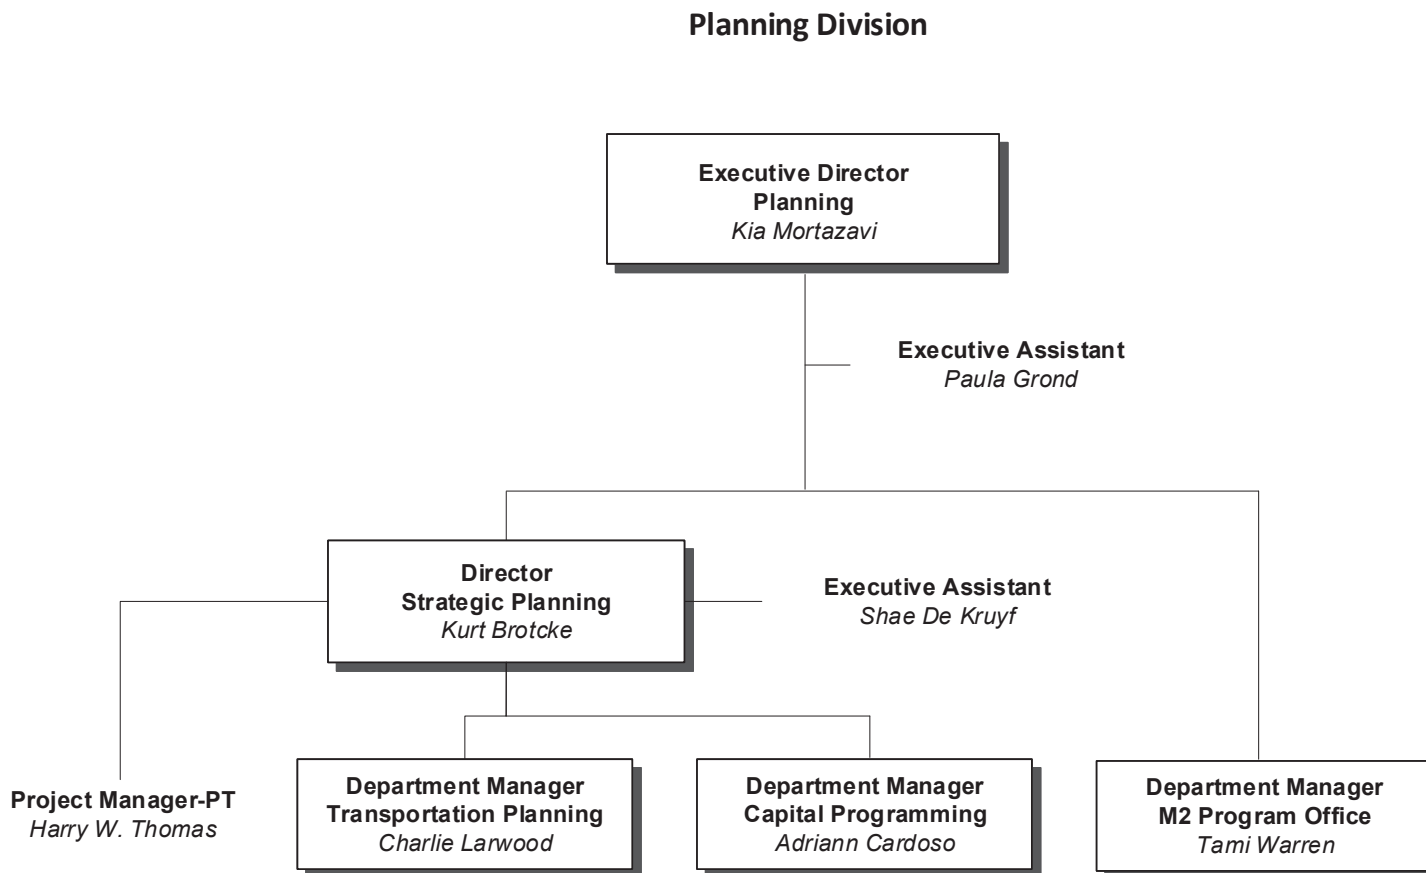 Planning Division
Executive Director
Planning
Kia Mortazavi
Executive Assistant
Paula Grond
Director
Strategic Planning
Kurt Brotcke
Executive Assistant
Shae De Kruyf
Project Manager-PT
Harry W. Thomas
Department Manager
Transportation Planning
Charlie Larwood
Department Manager
Capital Programming
Adriann Cardoso
Department Manager
M2 Program Office
Tami Warren